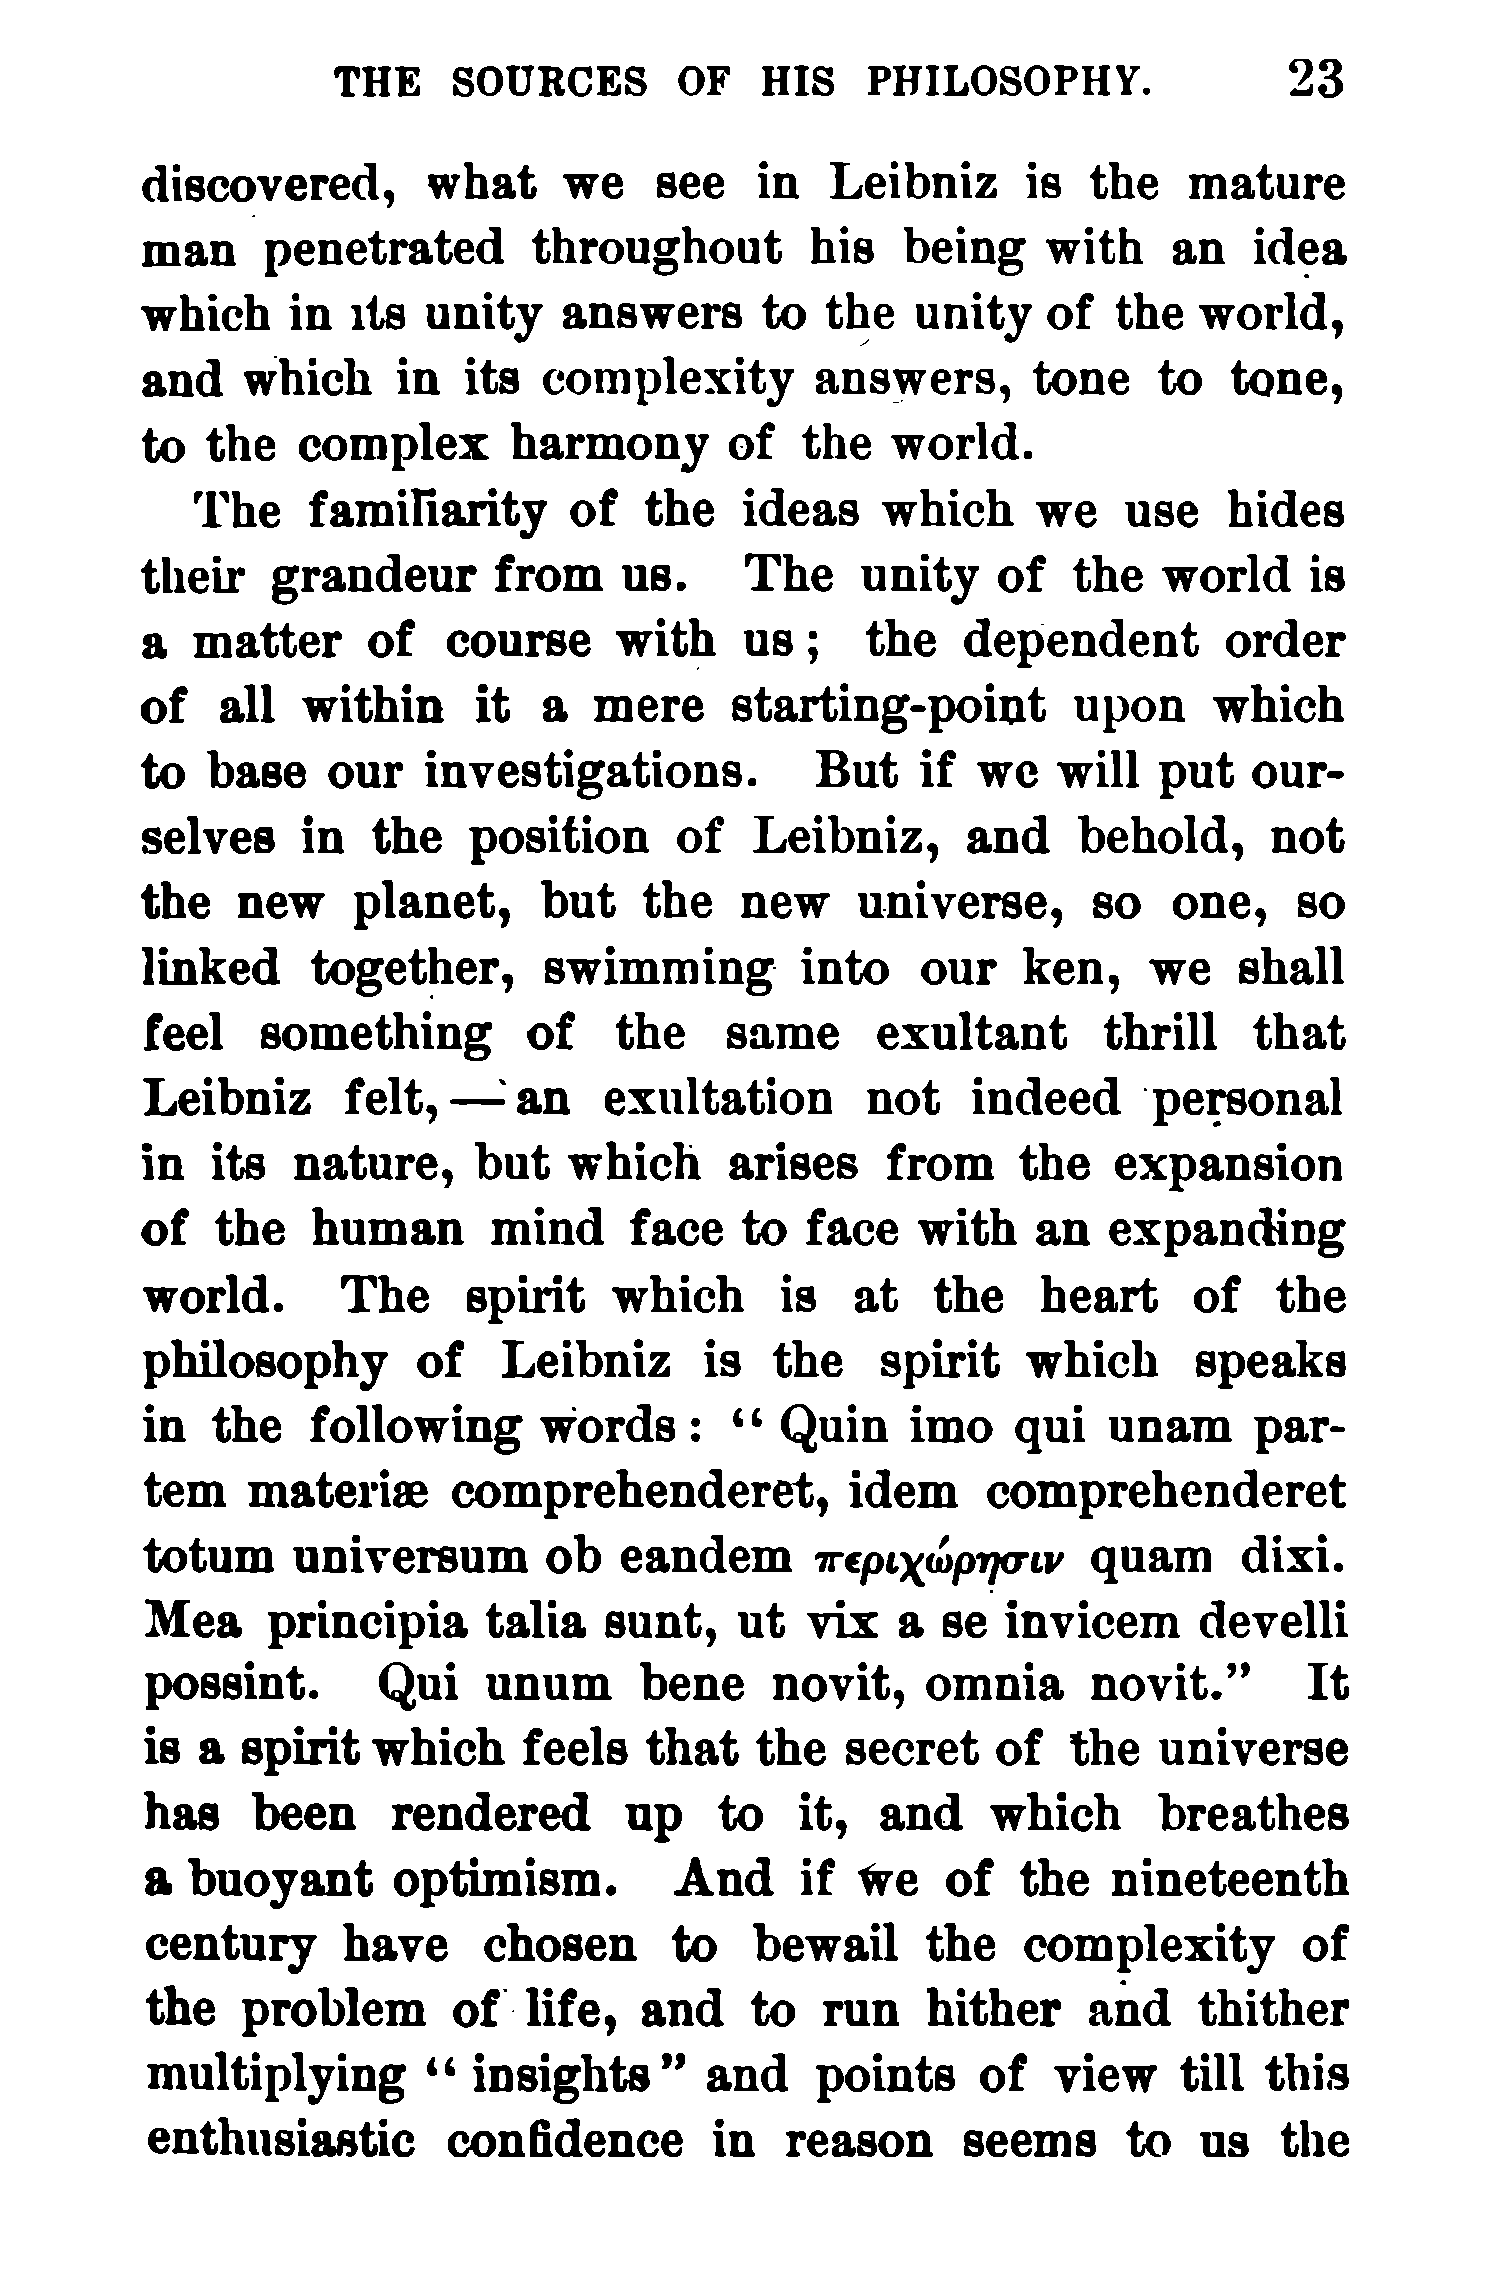 THE SOURCES OF HIS PHILOSOPHY. 23
discovered, what we see in Leibniz is the mature
man penetrated throughout his being with an idea
which in its unity answers to the unity of the world,
and which in its complexity answers, tone to tone,
to the complex harmony of the world.
The familiarity of the ideas which we use hides
their grandeur from us. The unity of the world is
a matter of course with us; the dependent order
of all within it a mere starting-point upon which
to base our investigations. But if we will put our-
selves in the position of Leibniz, and behold, not
the new planet, but the new universe, so one, so
linked together, swimming into our ken, we shall
feel something of the same exultant thrill that
Leibniz felt, — an exultation not indeed personal
in its nature, but which arises from the expansion
of the human mind face to face with an expanding
world. The spirit which is at the heart of the
philosophy of Leibniz is the spirit which speaks
in the following words: “Quin imo qui unam par-
tem materiæ comprehenderet, idem comprehenderet
totum universum ob eandem περιχώρησιν quam dixi.
Mea principia talia sunt, ut vix a se invicem develli
possint. Qui unum bene novit, omnia novit.” It
is a spirit which feels that the secret of the universe
has been rendered up to it, and which breathes
a buoyant optimism. And if we of the nineteenth
century have chosen to bewail the complexity of
the problem of life, and to run hither and thither
multiplying “insights” and points of view till this
enthusiastic confidence in reason seems to us the